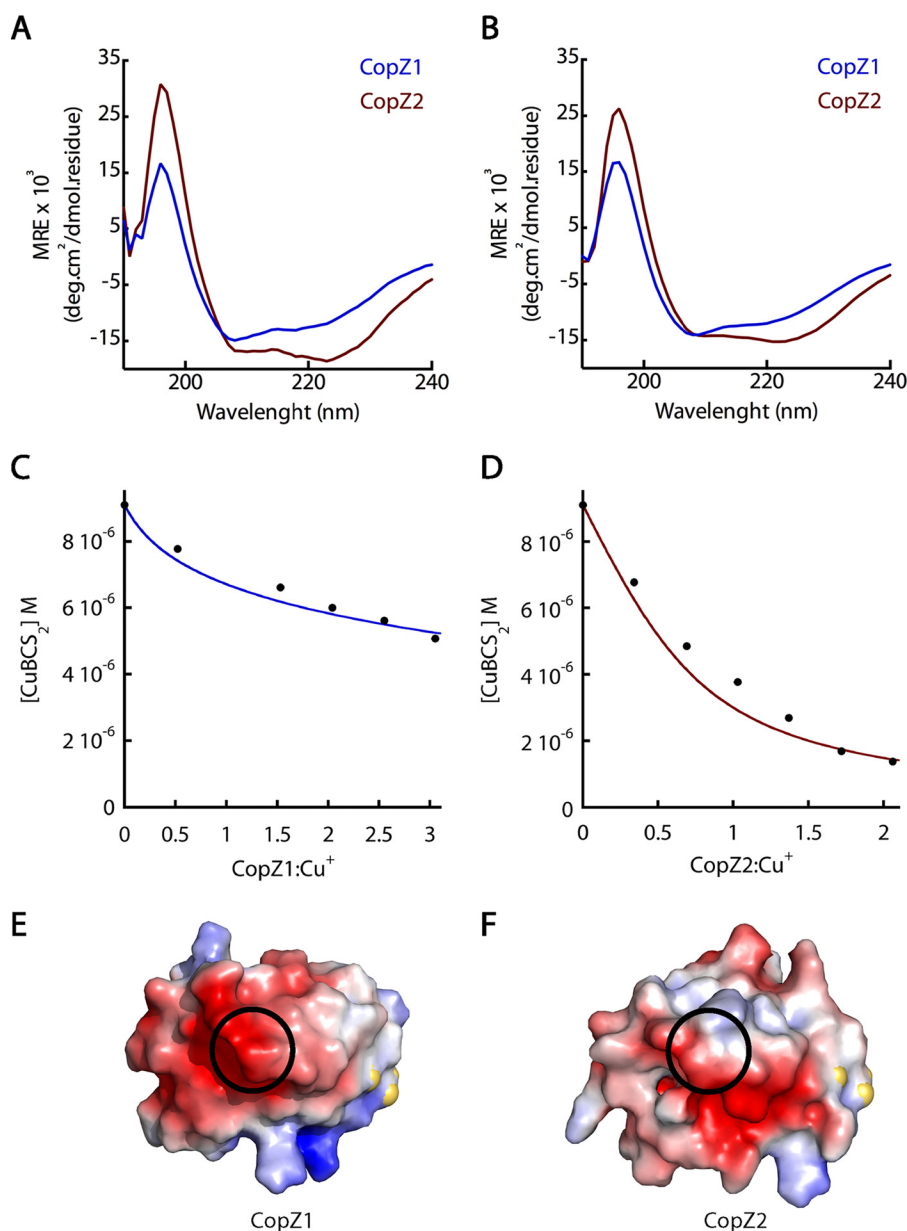 A
35
25
15
5
-5
-15
MRE x 10³
(deg.cm²/dmol.residue)
CopZ1
CopZ2
200
220
240
Wavelenght (nm)
B
35
25
15
5
-5
-15
MRE x 10³
(deg.cm²/dmol.residue)
CopZ1
CopZ2
200
220
240
Wavelenght (nm)
C
8 10⁻⁶
6 10⁻⁶
4 10⁻⁶
2 10⁻⁶
0
[CuBCS₂] M
0
0.5
1
1.5
2
2.5
3
CopZ1:Cu⁺
D
8 10⁻⁶
6 10⁻⁶
4 10⁻⁶
2 10⁻⁶
0
[CuBCS₂] M
0
0.5
1
1.5
2
CopZ2:Cu⁺
E
CopZ1
F
CopZ2